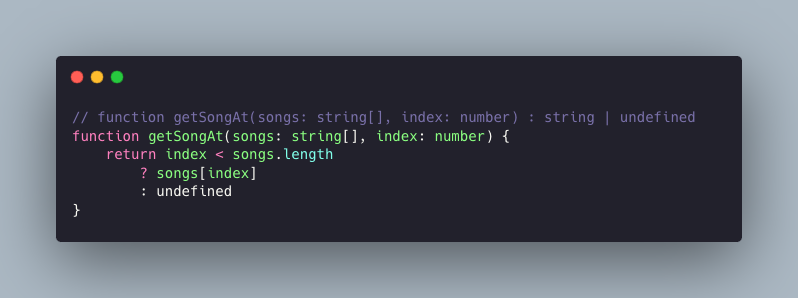 // function getSongAt(songs: string[], index: number) : string | undefined
function getSongAt(songs: string[], index: number) {
    return index < songs.length
        ? songs[index]
        : undefined
}